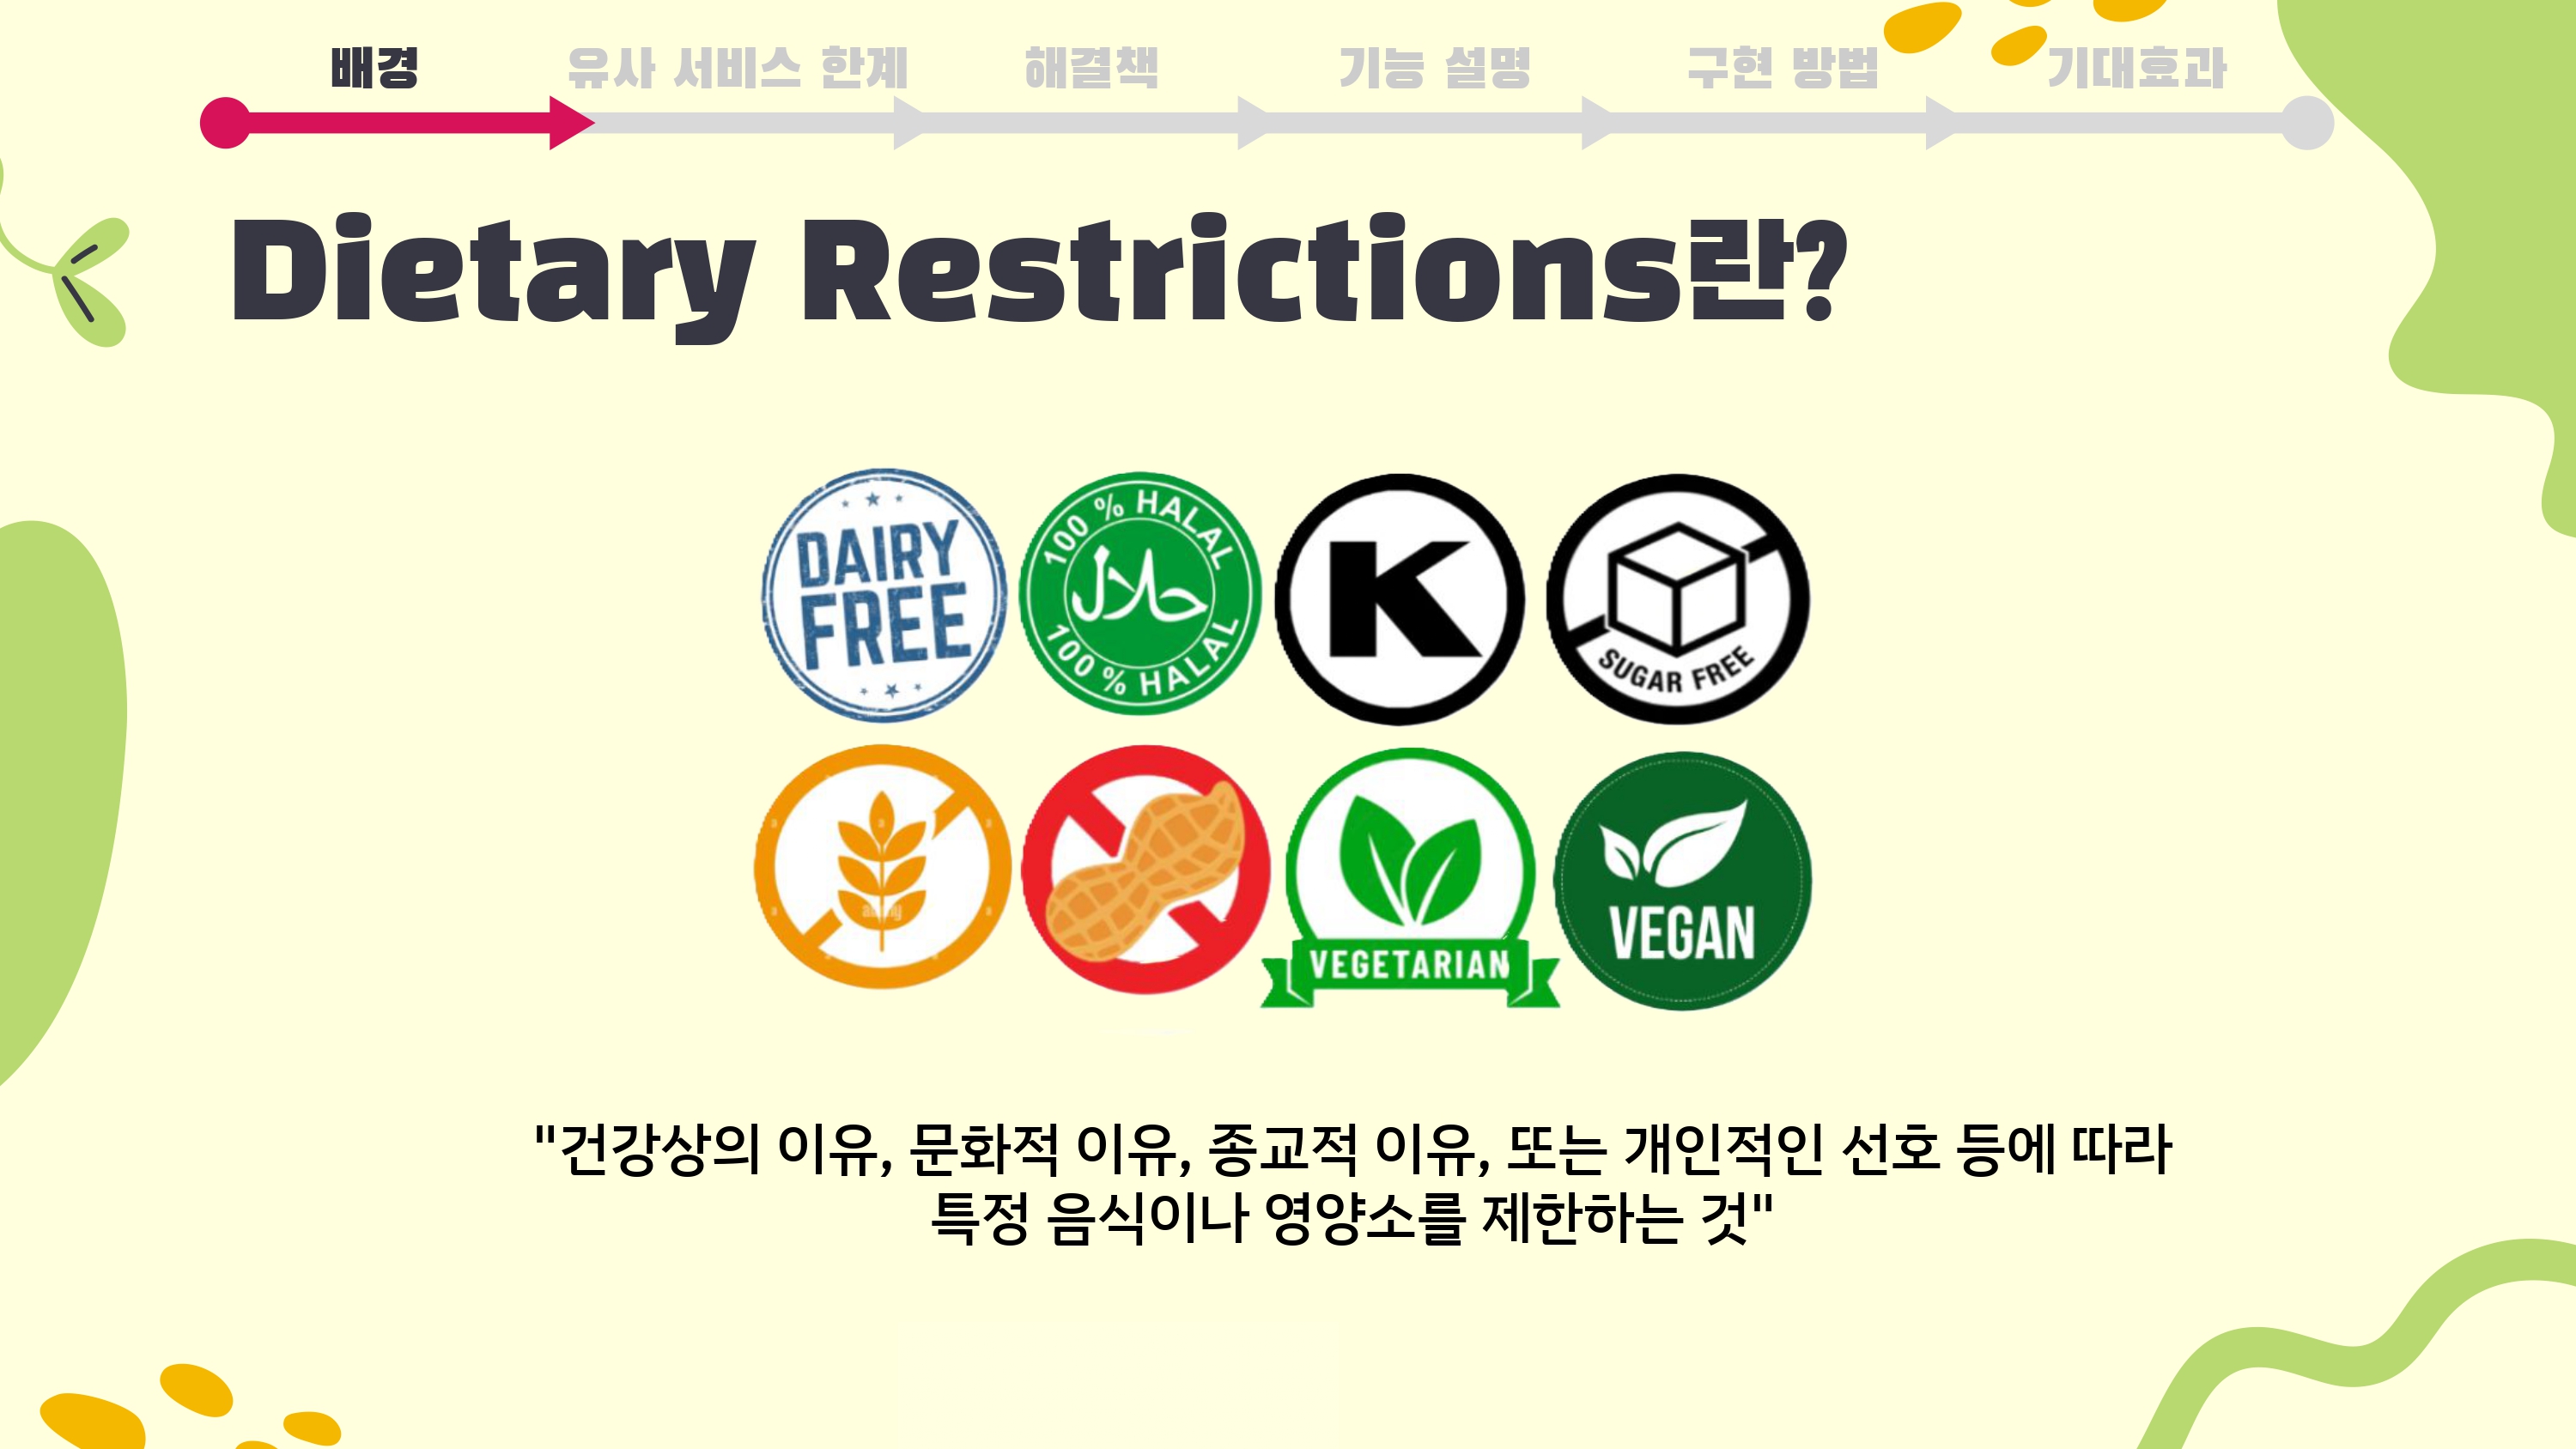 배경
유사 서비스 한계
해결책
기능 설명
구현 방법
기대효과
Dietary Restrictions란?
DAIRY
FREE
100 % HALAL
حلال
100 % HALAL
K
SUGAR FREE
VEGETARIAN
VEGAN
"건강상의 이유, 문화적 이유, 종교적 이유, 또는 개인적인 선호 등에 따라
특정 음식이나 영양소를 제한하는 것"